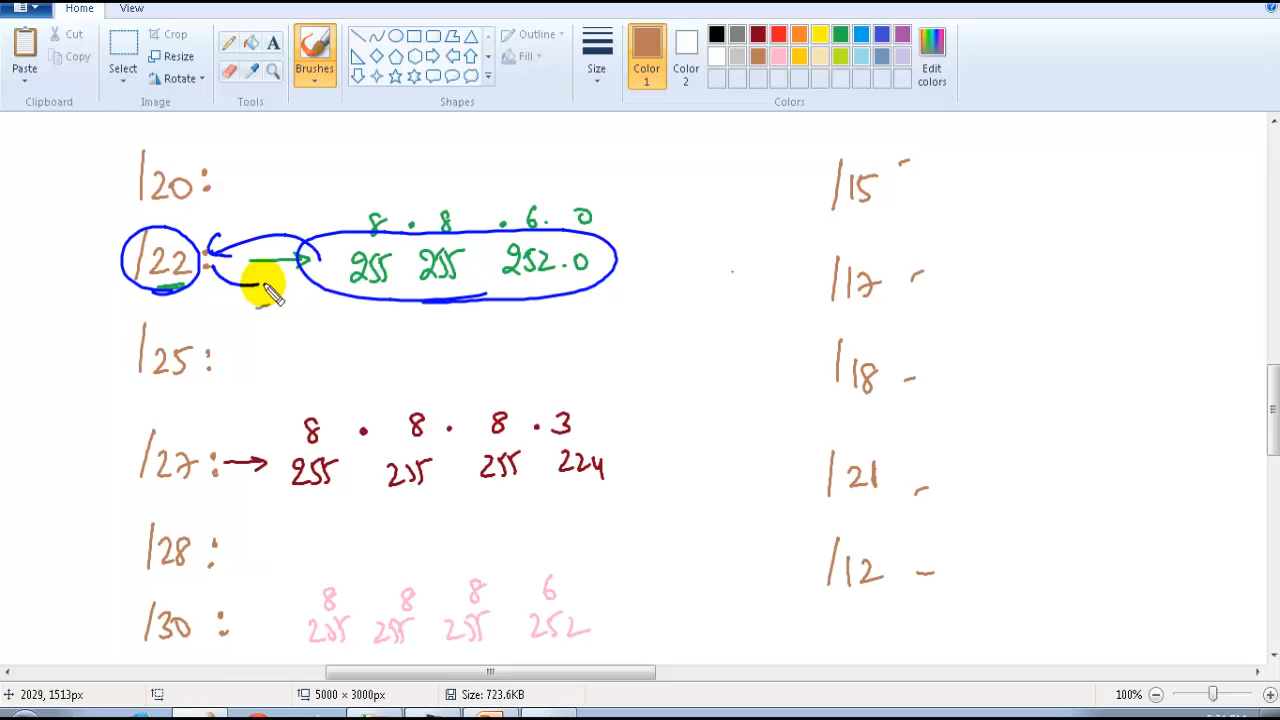 Home View
Paste
Cut
Copy
Clipboard
Select
Crop
Resize
Rotate
Image
A
Tools
Brushes
Outline
Fill
Shapes
Size
Color 1
Color 2
Edit colors
Colors
/20:
8 . 8 . 6. 0
/22: 255 255 252.0
/25:
8 . 8 . 8 . 3
/27: 255 255 255 224
/28:
8 8 8 6
/30: 255 255 255 252
/15 -
/17 -
/18 -
/21 -
/12 -
2029, 1513px
5000 × 3000px
Size: 723.6KB
100%